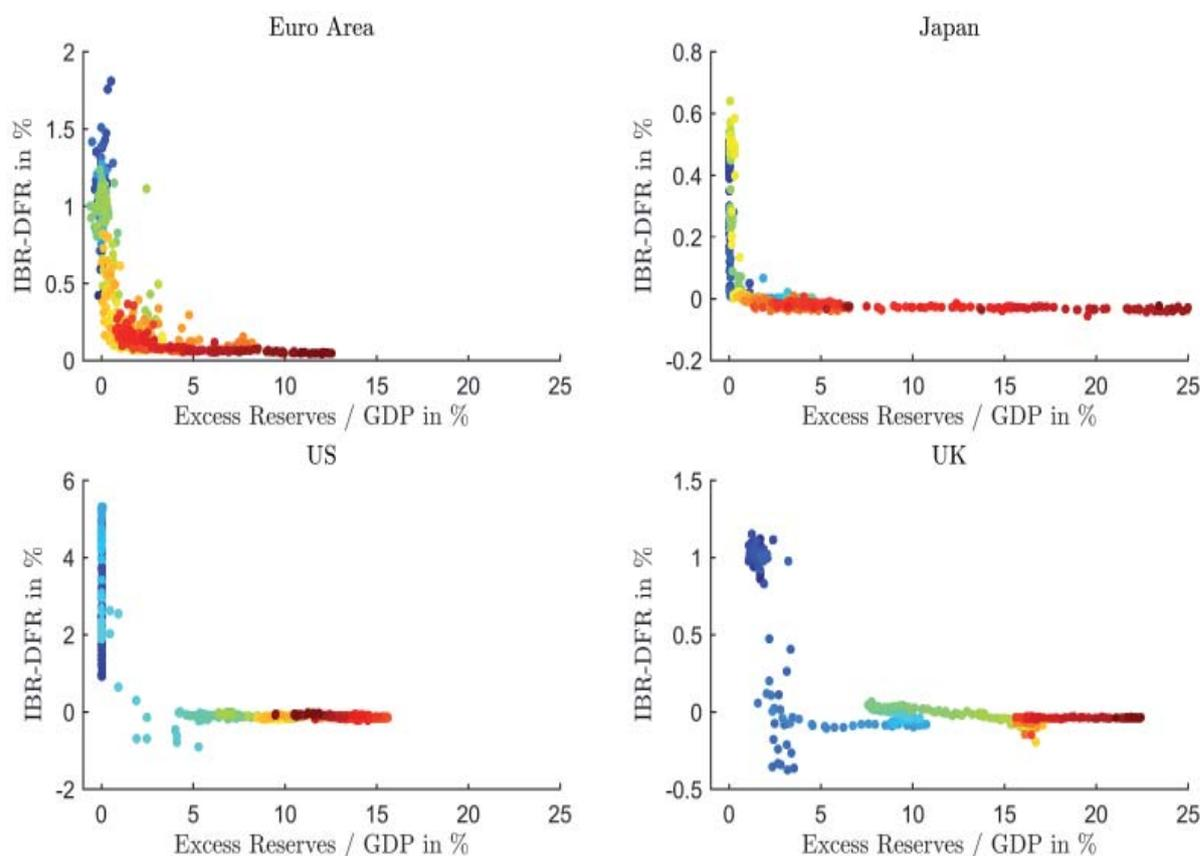 Euro Area
2
1.5
1
0.5
0
IBR-DFR in %
0 5 10 15 20 25
Excess Reserves / GDP in %
Japan
0.8
0.6
0.4
0.2
0
-0.2
IBR-DFR in %
0 5 10 15 20 25
Excess Reserves / GDP in %
US
6
4
2
0
-2
IBR-DFR in %
0 5 10 15 20 25
Excess Reserves / GDP in %
UK
1.5
1
0.5
0
-0.5
IBR-DFR in %
0 5 10 15 20 25
Excess Reserves / GDP in %